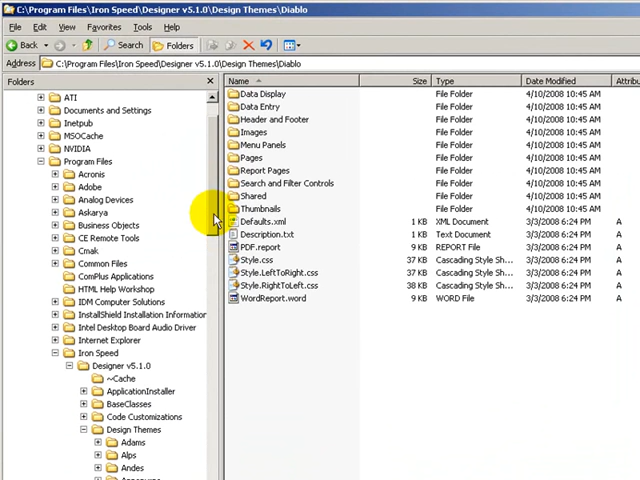 C:\Program Files\Iron Speed\Designer v5.1.0\Design Themes\Diablo
File Edit View Favorites Tools Help
Back Search Folders
Address C:\Program Files\Iron Speed\Designer v5.1.0\Design Themes\Diablo
Folders
ATI
Documents and Settings
Inetpub
MSOCache
NVIDIA
Program Files
Acronis
Adobe
Analog Devices
Askarya
Business Objects
CE Remote Tools
Cmak
Common Files
ComPlus Applications
HTML Help Workshop
IDM Computer Solutions
InstallShield Installation Information
Intel Desktop Board Audio Driver
Internet Explorer
Iron Speed
Designer v5.1.0
~Cache
ApplicationInstaller
BaseClasses
Code Customizations
Design Themes
Adams
Alps
Andes
Name Size Type Date Modified Attribu
Data Display File Folder 4/10/2008 10:45 AM
Data Entry File Folder 4/10/2008 10:45 AM
Header and Footer File Folder 4/10/2008 10:45 AM
Images File Folder 4/10/2008 10:45 AM
Menu Panels File Folder 4/10/2008 10:45 AM
Pages File Folder 4/10/2008 10:45 AM
Report Pages File Folder 4/10/2008 10:45 AM
Search and Filter Controls File Folder 4/10/2008 10:45 AM
Shared File Folder 4/10/2008 10:45 AM
Thumbnails File Folder 4/10/2008 10:45 AM
Defaults.xml 1 KB XML Document 3/3/2008 6:24 PM A
Description.txt 1 KB Text Document 3/3/2008 6:24 PM A
PDF.report 9 KB REPORT File 3/3/2008 6:24 PM A
Style.css 37 KB Cascading Style Sh... 3/3/2008 6:24 PM A
Style.LeftToRight.css 37 KB Cascading Style Sh... 3/3/2008 6:24 PM A
Style.RightToLeft.css 38 KB Cascading Style Sh... 3/3/2008 6:24 PM A
WordReport.word 9 KB WORD File 3/3/2008 6:24 PM A